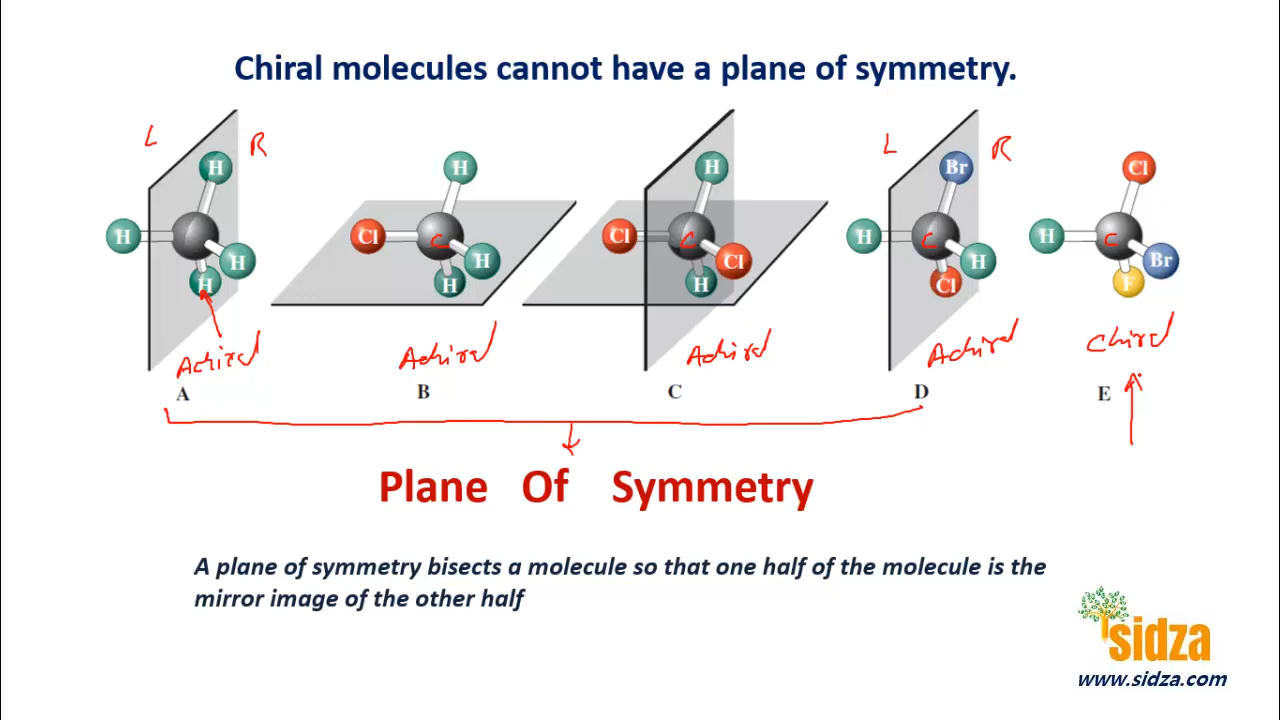 Chiral molecules cannot have a plane of symmetry.
L R L R
H H H H
H Cl C H H
Cl C H Cl H
H Br C H Cl
H Cl C Br F
Achiral Achiral Achiral Achiral Chiral
A B C D E
Plane Of Symmetry
A plane of symmetry bisects a molecule so that one half of the molecule is the
mirror image of the other half
sidza
www.sidza.com